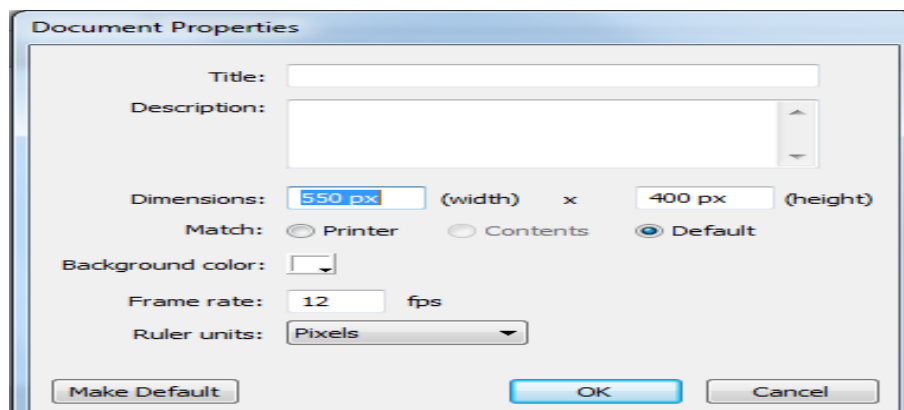 Document Properties
Title:
Description:
Dimensions: 550 px (width) x 400 px (height)
Match: Printer Contents Default
Background color:
Frame rate: 12 fps
Ruler units: Pixels
Make Default OK Cancel